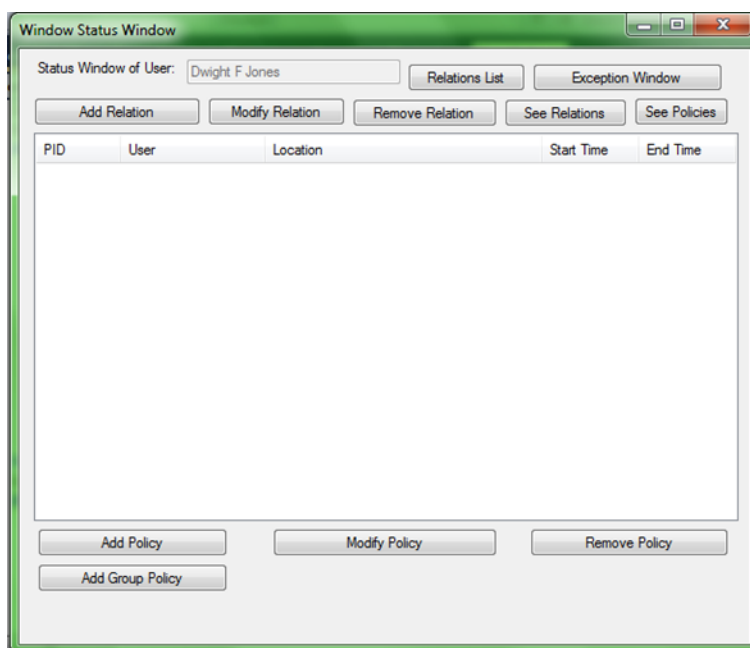 Window Status Window
Status Window of User: Dwight F Jones Relations List Exception Window
Add Relation Modify Relation Remove Relation See Relations See Policies
PID User Location Start Time End Time
Add Policy Modify Policy Remove Policy
Add Group Policy